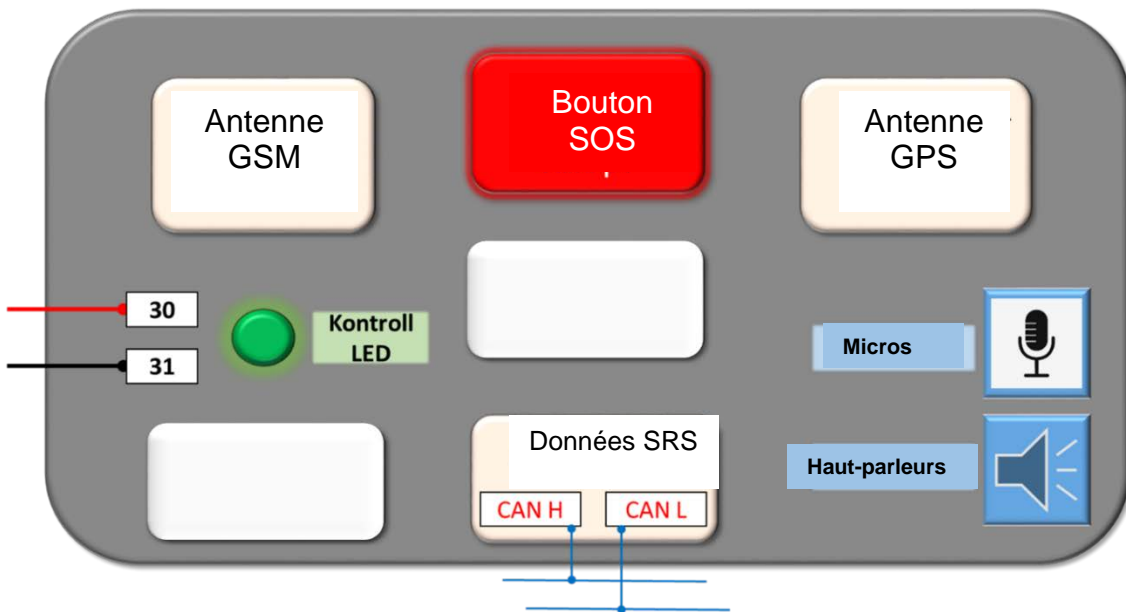 Antenne
GSM
Bouton
SOS
Antenne
GPS
30
31
Kontroll
LED
Micros
Haut-parleurs
Données SRS
CAN H
CAN L